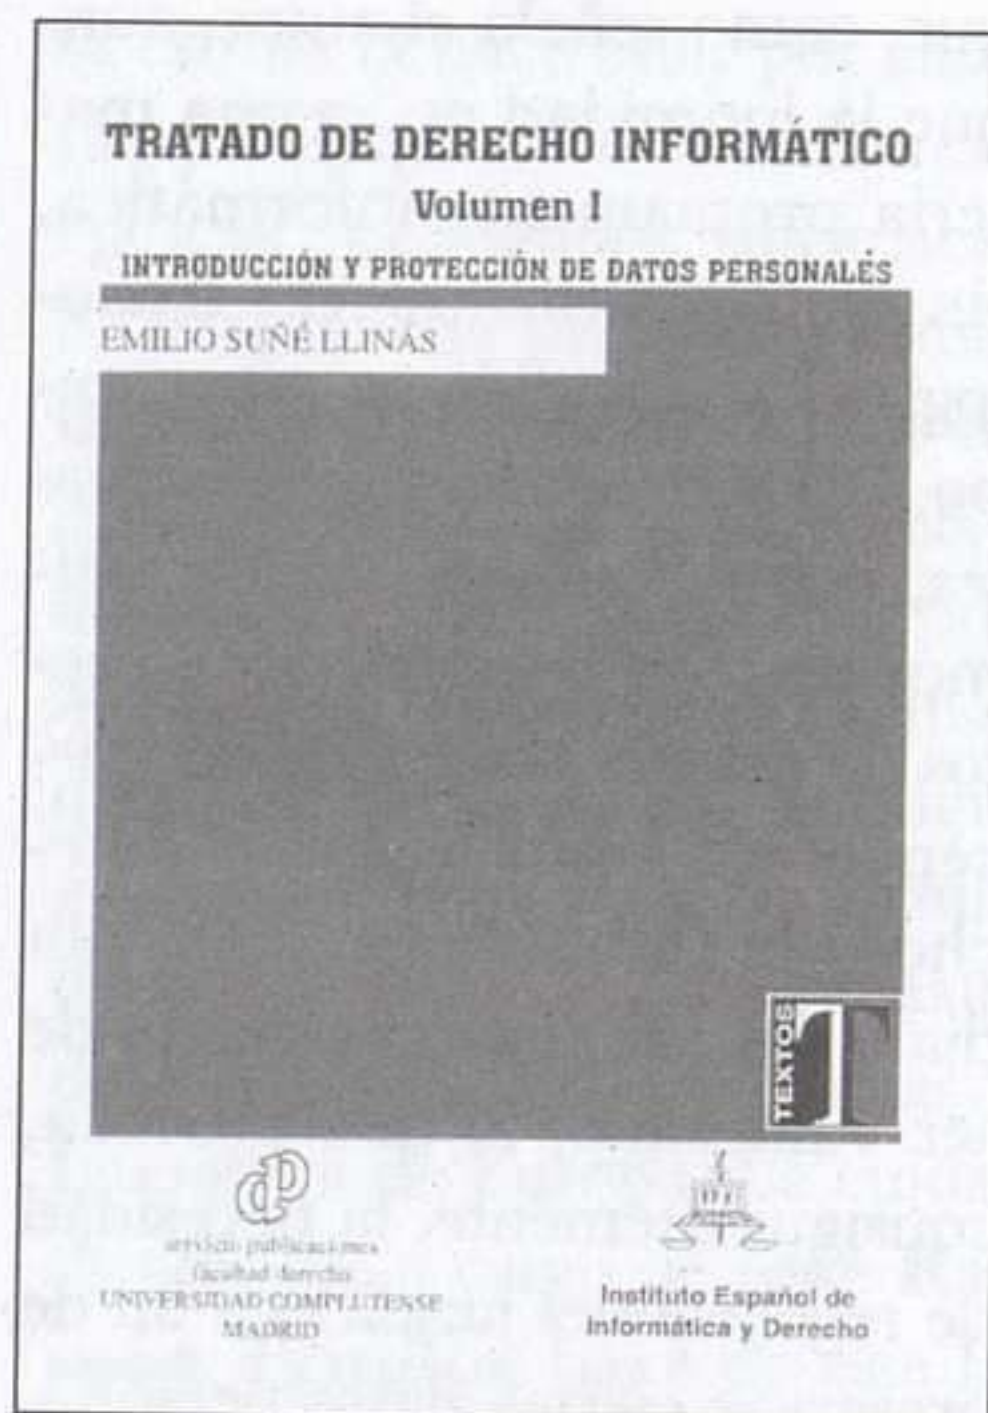 TRATADO DE DERECHO INFORMÁTICO
Volumen I
INTRODUCCIÓN Y PROTECCIÓN DE DATOS PERSONALES
EMILIO SUÑÉ LLINÁS
TEXTOS
servicio publicaciones
facultad derecho
UNIVERSIDAD COMPLUTENSE
MADRID
Instituto Español de
Informática y Derecho